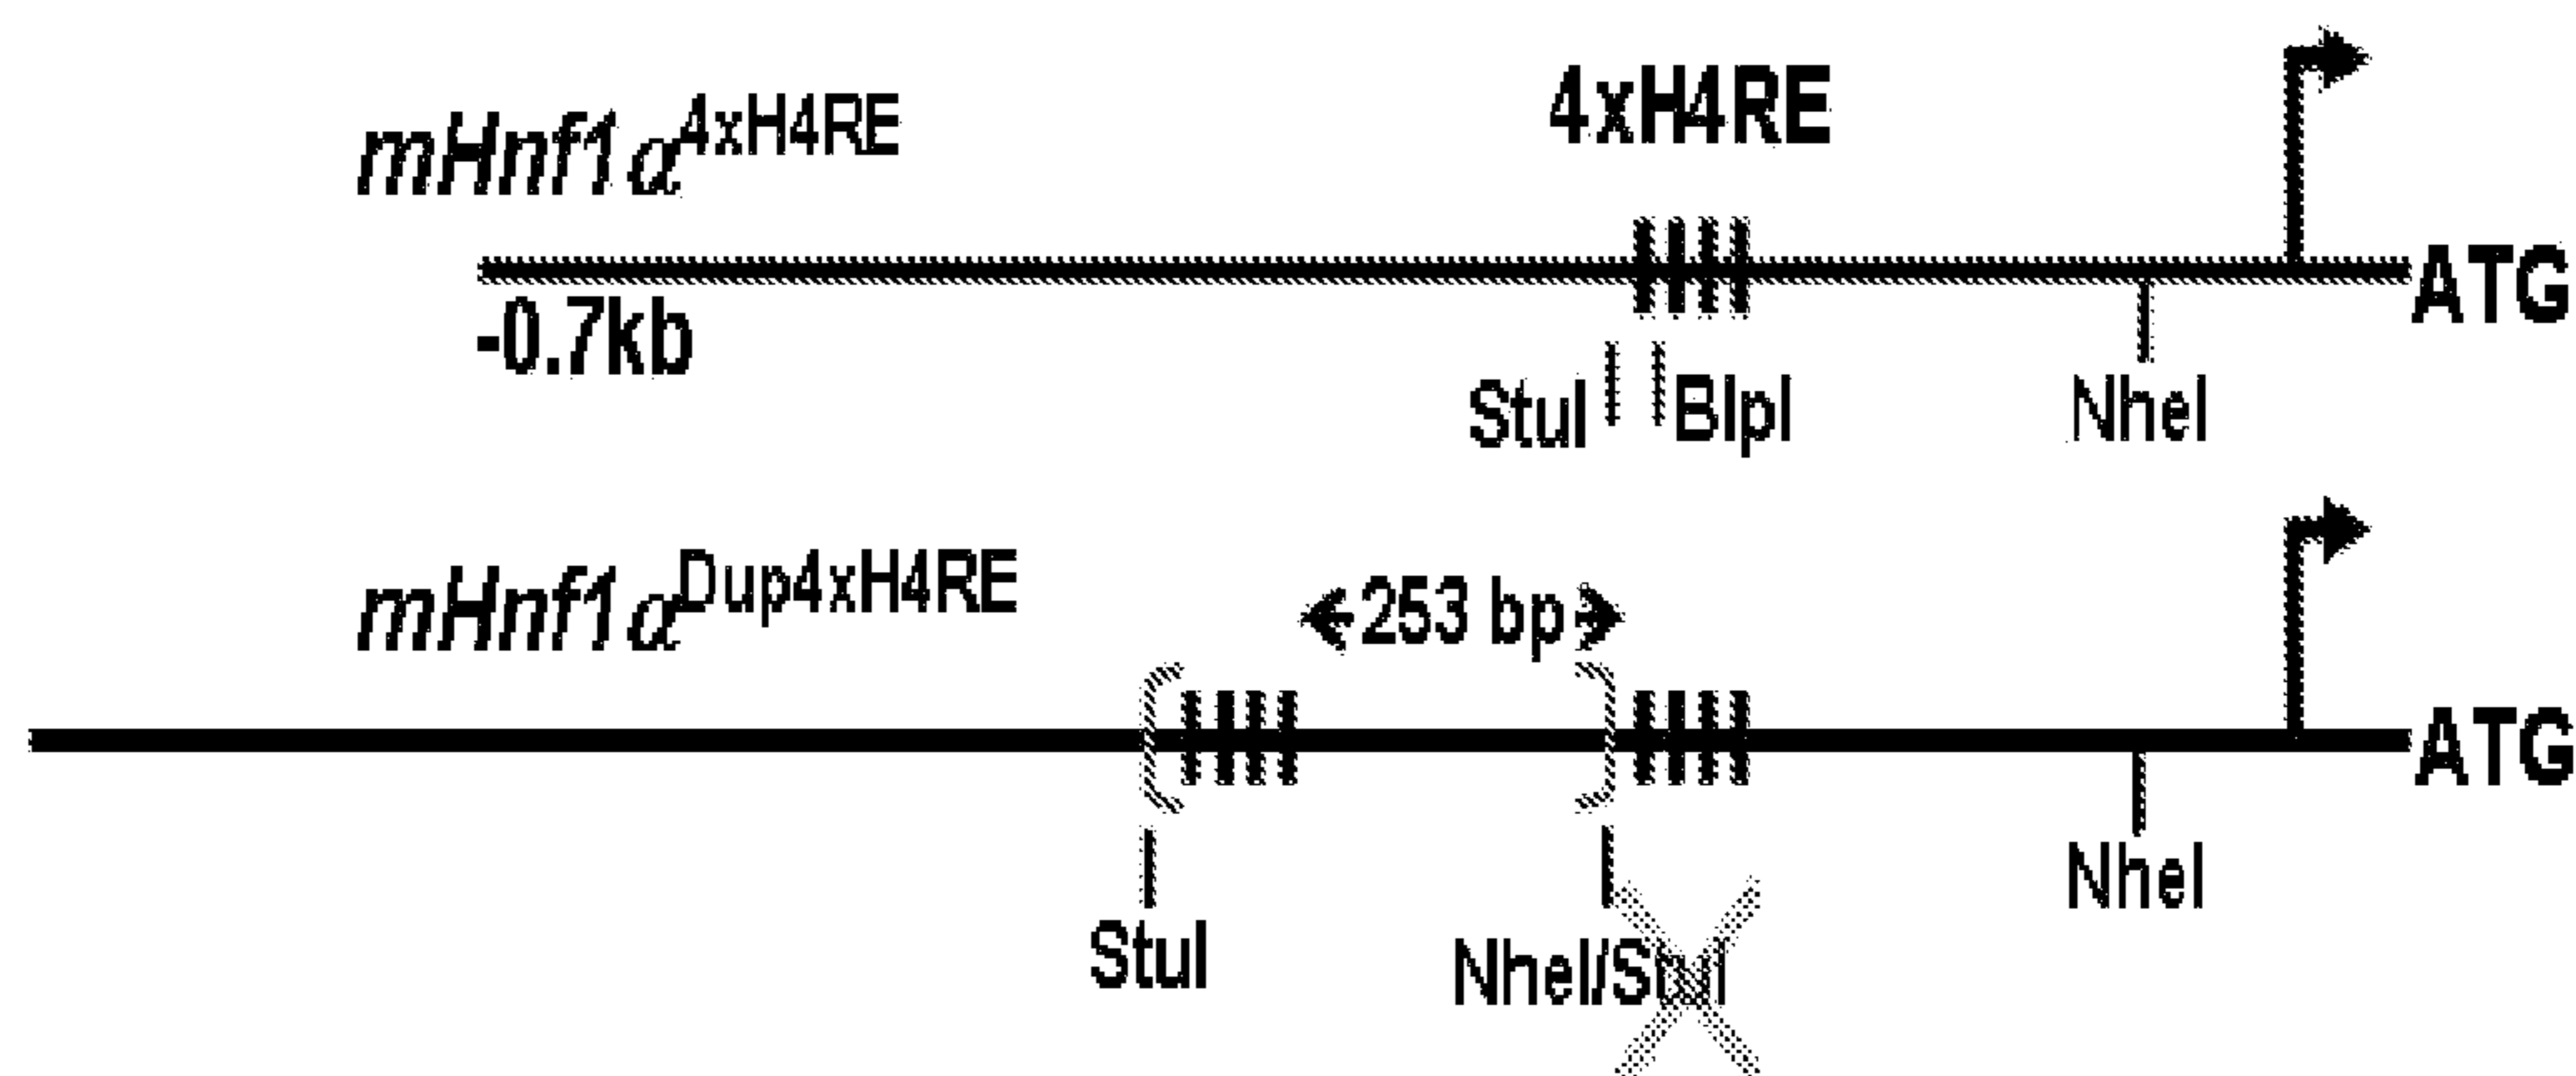 4xH4RE
mHnf1α4xH4RE
ATG
-0.7kb
StuI BlpI NheI
mHnf1αDup4xH4RE
253 bp
ATG
NheI
StuI
NheI/StuI